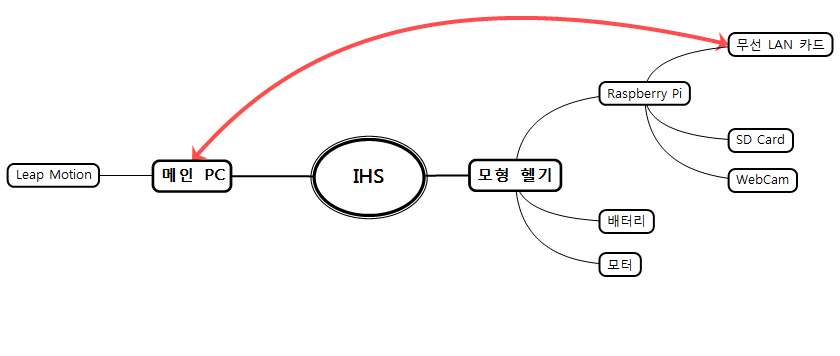 무선 LAN 카드
Raspberry Pi
SD Card
Leap Motion
메인 PC
IHS
모형 헬기
WebCam
배터리
모터